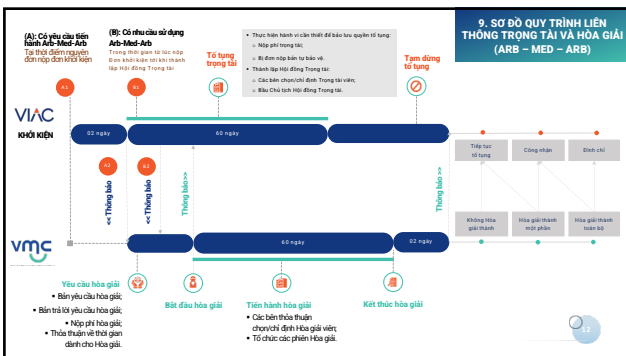 9. SƠ ĐỒ QUY TRÌNH LIÊN
THÔNG TRỌNG TÀI VÀ HÒA GIẢI
(ARB – MED – ARB)
(A): Có yêu cầu tiến
hành Arb-Med-Arb
Tại thời điểm nguyên
đơn nộp đơn khởi kiện
(B): Có nhu cầu sử dụng
Arb-Med-Arb
Trong thời gian từ lúc nộp
Đơn khởi kiện tới khi thành
lập Hội đồng Trọng tài
Tố tụng
trọng tài
• Thực hiện hành vi cần thiết để bảo lưu quyền tố tụng:
o Nộp phí trọng tài;
o Bị đơn nộp bản tự bảo vệ.
• Thành lập Hội đồng Trọng tài:
o Các bên chọn/chỉ định Trọng tài viên;
o Bầu Chủ tịch Hội đồng Trọng tài.
Tạm dừng
tố tụng
A1
B1
VIAC
KHỞI KIỆN
02 ngày
60 ngày
A2
B2
<< Thông báo
<< Thông báo
Thông báo >>
Thông báo >>
Tiếp tục
tố tụng
Công nhận
Đình chỉ
Không Hòa
giải thành
Hòa giải thành
một phần
Hòa giải thành
toàn bộ
vmc
60 ngày
02 ngày
Yêu cầu hòa giải
• Bản yêu cầu hòa giải;
• Bản trả lời yêu cầu hòa giải;
• Nộp phí hòa giải;
• Thỏa thuận về thời gian
dành cho Hòa giải.
Bắt đầu hòa giải
Tiến hành hòa giải
• Các bên thỏa thuận
chọn/chỉ định Hòa giải viên;
• Tổ chức các phiên Hòa giải.
Kết thúc hòa giải
12